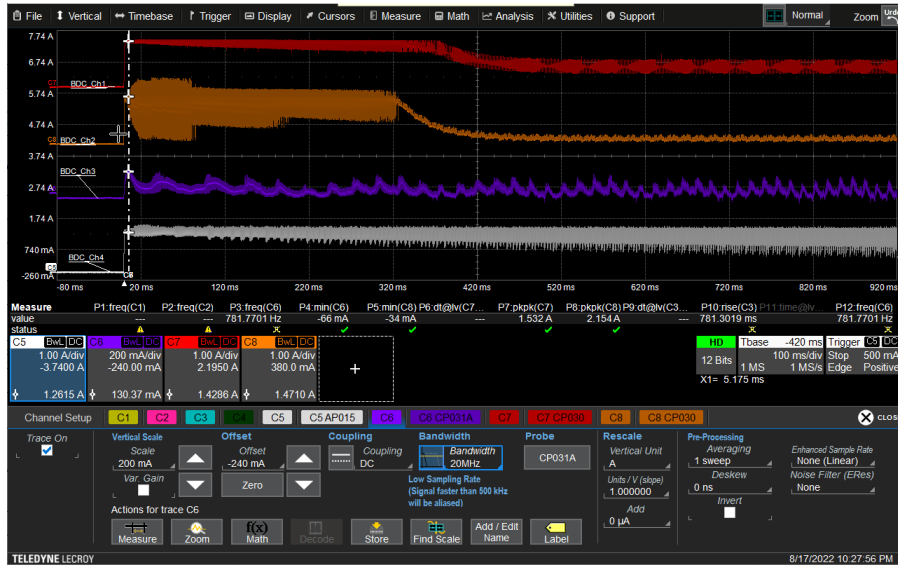 File Vertical Timebase Trigger Display Cursors Measure Math Analysis Utilities Support Normal Zoom
7.74 A
6.74 A
C7 BDC_Ch1
5.74 A
4.74 A
C8 BDC_Ch2
3.74 A
BDC_Ch3
2.74 A
1.74 A
740 mA
BDC_Ch4
-260 mA
-80 ms 20 ms 120 ms 220 ms 320 ms 420 ms 520 ms 620 ms 720 ms 820 ms 920 ms
Measure P1:freq(C1) P2:freq(C2) P3:freq(C6) P4:min(C6) P5:min(C8) P6:dt@lv(C7... P7:pkpk(C7) P8:pkpk(C8) P9:dt@lv(C3... P10:rise(C3) P11:time@lv... P12:freq(C6)
value --- --- 781.7701 Hz -66 mA -34 mA --- 1.532 A 2.154 A --- 781.3019 ms 781.7701 Hz
status
C5 BwL DC C6 BwL DC C7 BwL DC C8 BwL DC HD Tbase -420 ms Trigger C5 DC
1.00 A/div 200 mA/div 1.00 A/div 1.00 A/div 12 Bits 100 ms/div Stop 500 mA
-3.7400 A -240.00 mA 2.1950 A 380.0 mA + 1 MS 1 MS/s Edge Positive
X1= 5.175 ms
1.2615 A 130.37 mA 1.4286 A 1.4710 A
Channel Setup C1 C2 C3 C4 C5 C5 AP015 C6 C6 CP031A C7 C7 CP030 C8 C8 CP030 CLOSE
Trace On Vertical Scale Offset Coupling Bandwidth Probe Rescale Pre-Processing
Scale Offset Coupling Bandwidth CP031A Vertical Unit Averaging Enhanced Sample Rate
200 mA -240 mA DC 20MHz A 1 sweep None (Linear)
Var. Gain Zero Low Sampling Rate Units / V (slope) Deskew Noise Filter (ERes)
(Signal faster than 500 kHz 1.000000 0 ns None
will be aliased) Add Invert
Actions for trace C6 0 µA
f(x)
Measure Zoom Math Decode Store Find Scale Add / Edit Name Label
TELEDYNE LECROY 8/17/2022 10:27:56 PM